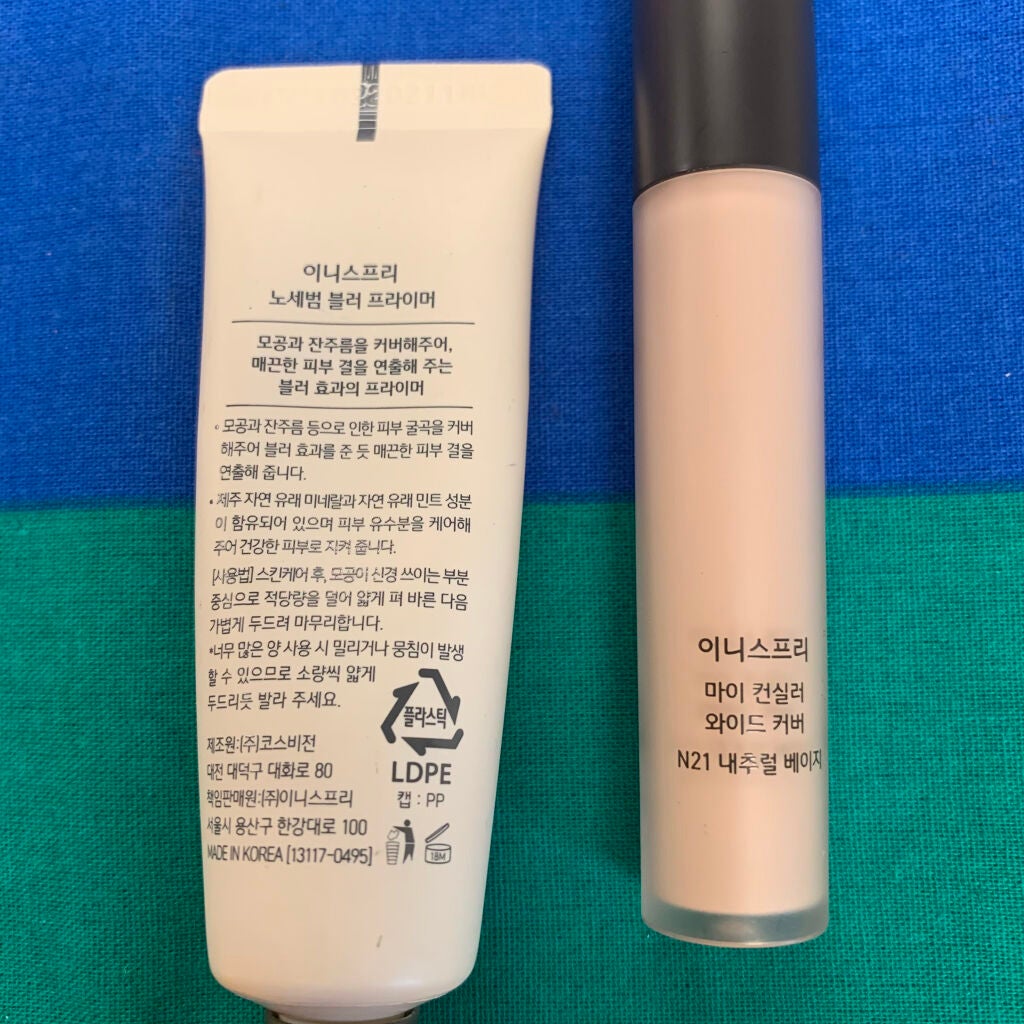 이니스프리
노세범 블러 프라이머
모공과 잔주름을 커버해주어,
매끈한 피부 결을 연출해 주는
블러 효과의 프라이머
◦ 모공과 잔주름 등으로 인한 피부 굴곡을 커버
해주어 블러 효과를 준 듯 매끈한 피부 결을
연출해 줍니다.
• 제주 자연 유래 미네랄과 자연 유래 민트 성분
이 함유되어 있으며 피부 유수분을 케어해
주어 건강한 피부로 지켜 줍니다.
[사용법] 스킨케어 후, 모공이 신경 쓰이는 부분
중심으로 적당량을 덜어 얇게 펴 바른 다음
가볍게 두드려 마무리합니다.
*너무 많은 양 사용 시 밀리거나 뭉침이 발생
할 수 있으므로 소량씩 얇게
두드리듯 발라 주세요.
제조원:(주)코스비전
대전 대덕구 대화로 80
책임판매원:(주)이니스프리
서울시 용산구 한강대로 100
MADE IN KOREA [13117-0495]
플라스틱
LDPE
캡 : PP
18M
이니스프리
마이 컨실러
와이드 커버
N21 내추럴 베이지